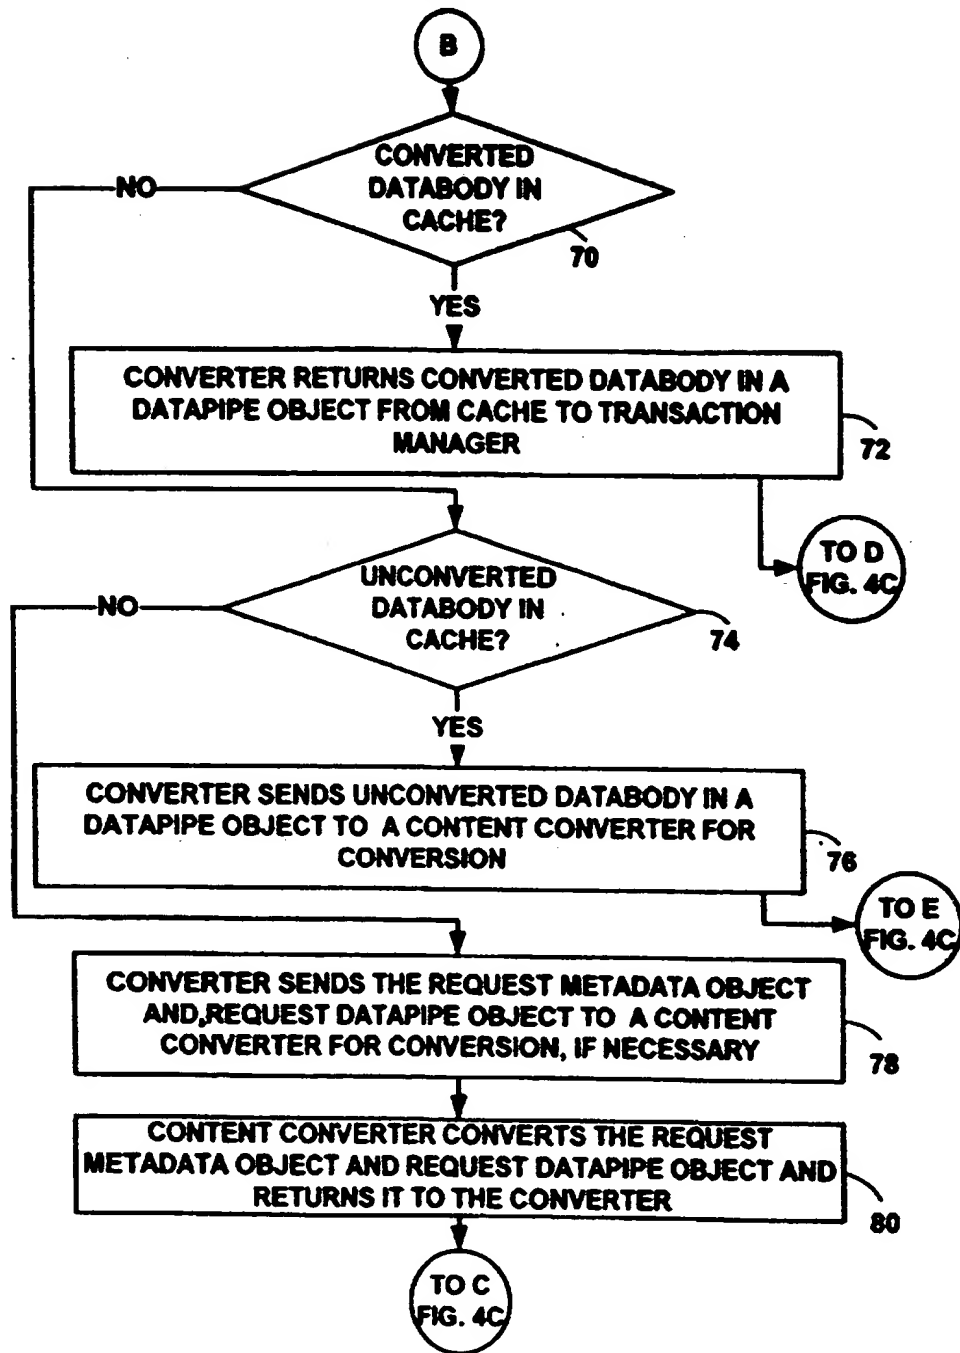 B
CONVERTED
DATABODY IN
CACHE?
NO
70
YES
CONVERTER RETURNS CONVERTED DATABODY IN A
DATAPIPE OBJECT FROM CACHE TO TRANSACTION
MANAGER
72
TO D
FIG. 4C
UNCONVERTED
DATABODY IN
CACHE?
NO
74
YES
CONVERTER SENDS UNCONVERTED DATABODY IN A
DATAPIPE OBJECT TO A CONTENT CONVERTER FOR
CONVERSION
76
TO E
FIG. 4C
CONVERTER SENDS THE REQUEST METADATA OBJECT
AND,REQUEST DATAPIPE OBJECT TO A CONTENT
CONVERTER FOR CONVERSION, IF NECESSARY
78
CONTENT CONVERTER CONVERTS THE REQUEST
METADATA OBJECT AND REQUEST DATAPIPE OBJECT AND
RETURNS IT TO THE CONVERTER
80
TO C
FIG. 4C